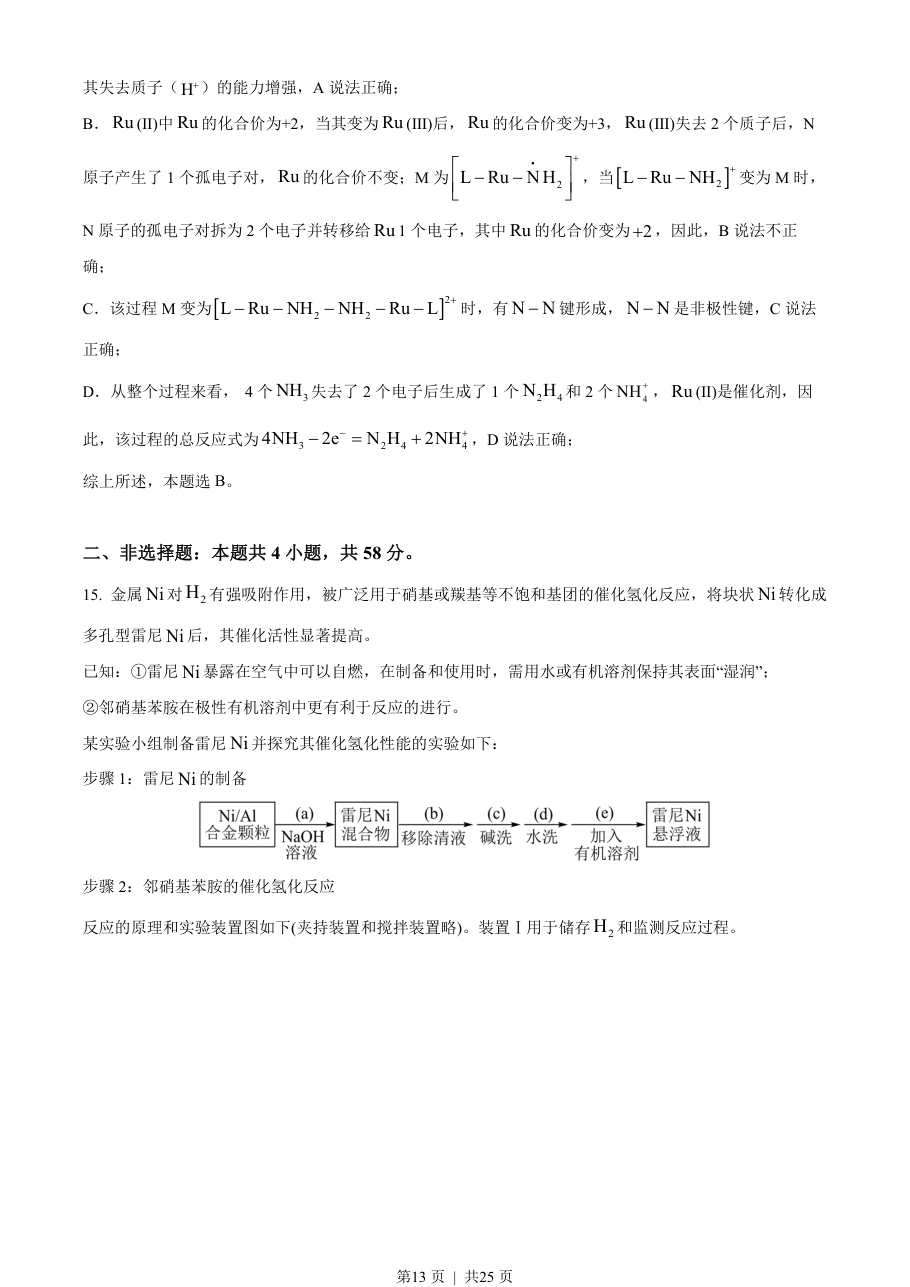 其失去质子（H⁺）的能力增强，A 说法正确；
B． Ru (II)中 Ru 的化合价为+2，当其变为 Ru (III)后， Ru 的化合价变为+3， Ru (III)失去 2 个质子后，N
原子产生了 1 个孤电子对， Ru 的化合价不变；M 为[L－Ru－ṄH₂]⁺，当[L－Ru－NH₂]⁺变为 M 时，
N 原子的孤电子对拆为 2 个电子并转移给 Ru 1 个电子，其中 Ru 的化合价变为 +2，因此，B 说法不正
确；
C．该过程 M 变为[L－Ru－NH₂－NH₂－Ru－L]²⁺时，有 N－N 键形成， N－N 是非极性键，C 说法
正确；
D．从整个过程来看， 4 个 NH₃ 失去了 2 个电子后生成了 1 个 N₂H₄ 和 2 个 NH₄⁺， Ru (II)是催化剂，因
此，该过程的总反应式为 4NH₃－2e⁻＝N₂H₄＋2NH₄⁺，D 说法正确；
综上所述，本题选 B。
二、非选择题：本题共 4 小题，共 58 分。
15. 金属 Ni 对 H₂ 有强吸附作用，被广泛用于硝基或羰基等不饱和基团的催化氢化反应，将块状 Ni 转化成
多孔型雷尼 Ni 后，其催化活性显著提高。
已知：①雷尼 Ni 暴露在空气中可以自燃，在制备和使用时，需用水或有机溶剂保持其表面“湿润”；
②邻硝基苯胺在极性有机溶剂中更有利于反应的进行。
某实验小组制备雷尼 Ni 并探究其催化氢化性能的实验如下：
步骤 1：雷尼 Ni 的制备
Ni/Al (a) 雷尼Ni (b) (c) (d) (e) 雷尼Ni
合金颗粒 NaOH 混合物 移除清液 碱洗 水洗 加入 悬浮液
溶液 有机溶剂
步骤 2：邻硝基苯胺的催化氢化反应
反应的原理和实验装置图如下(夹持装置和搅拌装置略)。装置Ⅰ用于储存 H₂ 和监测反应过程。
第13 页 | 共25 页